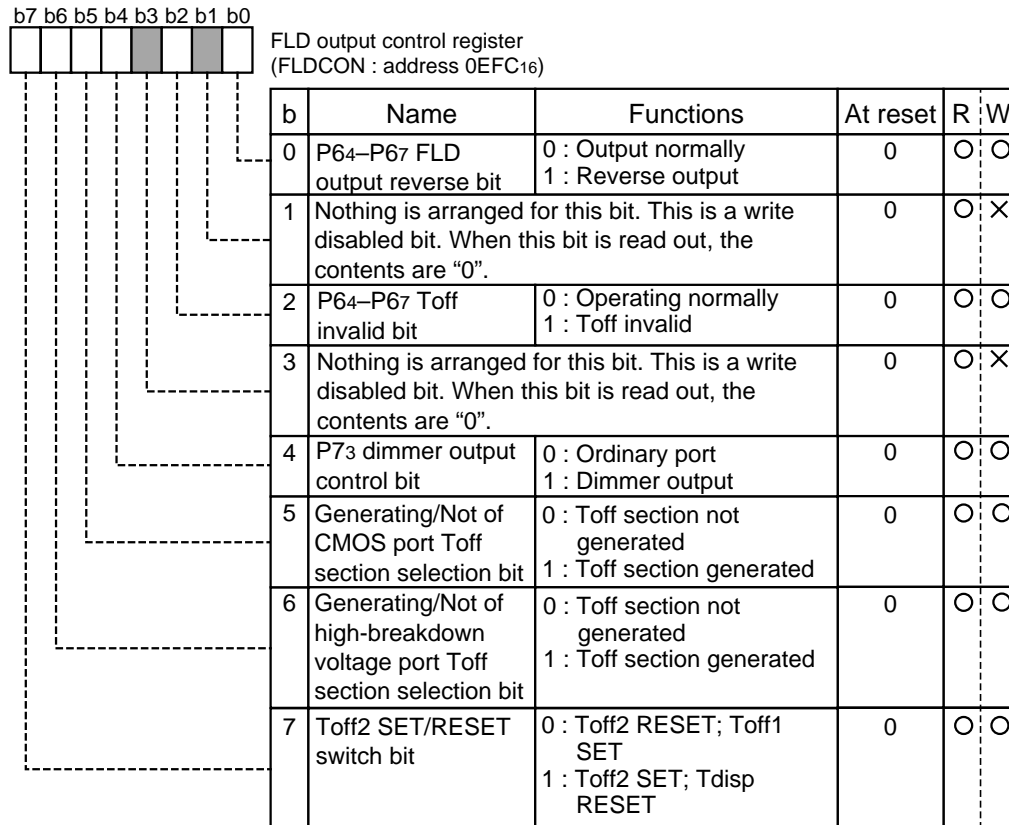 b7 b6 b5 b4 b3 b2 b1 b0
FLD output control register
(FLDCON : address 0EFC16)
b Name Functions At reset R W
0 P64–P67 FLD output reverse bit
0 : Output normally
1 : Reverse output
0 O O
1 Nothing is arranged for this bit. This is a write
disabled bit. When this bit is read out, the
contents are “0”.
0 O ×
2 P64–P67 Toff
invalid bit
0 : Operating normally
1 : Toff invalid
0 O O
3 Nothing is arranged for this bit. This is a write
disabled bit. When this bit is read out, the
contents are “0”.
0 O ×
4 P73 dimmer output
control bit
0 : Ordinary port
1 : Dimmer output
0 O O
5 Generating/Not of
CMOS port Toff
section selection bit
0 : Toff section not
generated
1 : Toff section generated
0 O O
6 Generating/Not of
high-breakdown
voltage port Toff
section selection bit
0 : Toff section not
generated
1 : Toff section generated
0 O O
7 Toff2 SET/RESET
switch bit
0 : Toff2 RESET; Toff1
SET
1 : Toff2 SET; Tdisp
RESET
0 O O